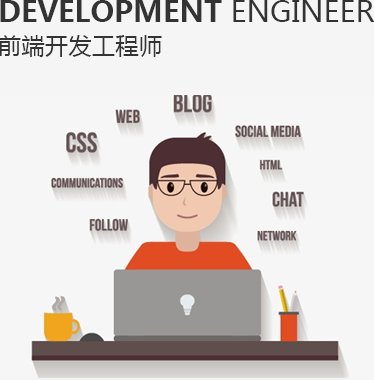 DEVELOPMENT ENGINEER
前端开发工程师
BLOG
WEB
SOCIAL MEDIA
CSS
HTML
COMMUNICATIONS
CHAT
FOLLOW
NETWORK